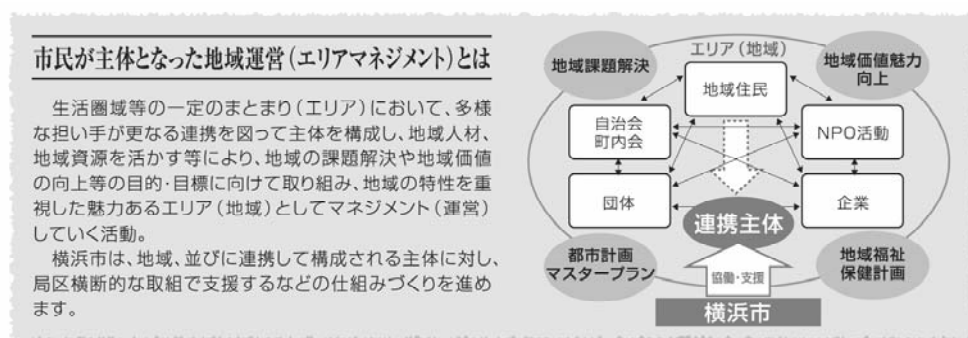 市民が主体となった地域運営(エリアマネジメント)とは
生活圏域等の一定のまとまり(エリア)において、多様
な担い手が更なる連携を図って主体を構成し、地域人材、
地域資源を活かす等により、地域の課題解決や地域価値
の向上等の目的・目標に向けて取り組み、地域の特性を重
視した魅力あるエリア(地域)としてマネジメント(運営)
していく活動。
横浜市は、地域、並びに連携して構成される主体に対し、
局区横断的な取組で支援するなどの仕組みづくりを進め
ます。
エリア(地域)
地域課題解決
地域価値魅力
向上
地域住民
自治会
町内会
NPO活動
団体
企業
連携主体
都市計画
マスタープラン
地域福祉
保健計画
協働・支援
横浜市